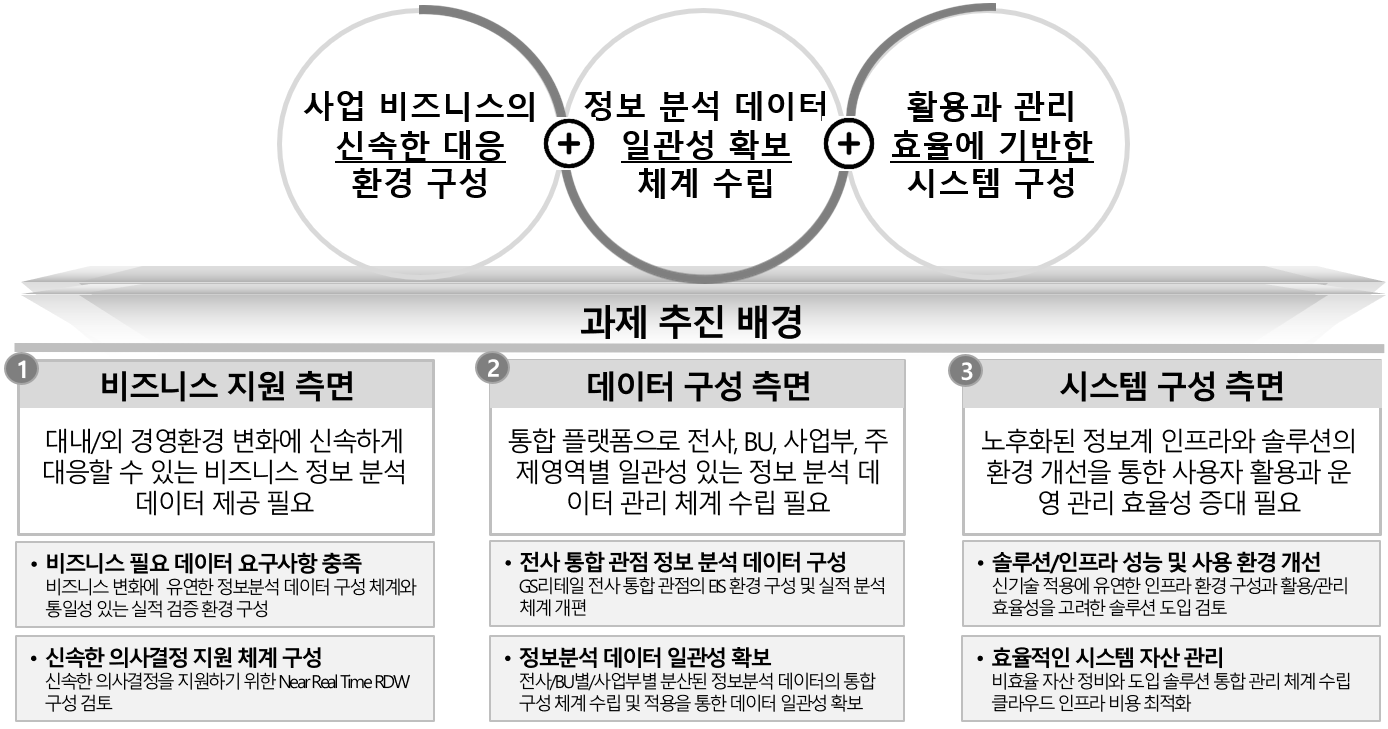 사업 비즈니스의
신속한 대응
환경 구성
정보 분석 데이터
일관성 확보
체계 수립
활용과 관리
효율에 기반한
시스템 구성
과제 추진 배경
1
비즈니스 지원 측면
대내/외 경영환경 변화에 신속하게
대응할 수 있는 비즈니스 정보 분석
데이터 제공 필요
• 비즈니스 필요 데이터 요구사항 충족
비즈니스 변화에 유연한 정보분석 데이터 구성 체계와
통일성 있는 실적 검증 환경 구성
• 신속한 의사결정 지원 체계 구성
신속한 의사결정을 지원하기 위한 Near Real Time RDW
구성 검토
2
데이터 구성 측면
통합 플랫폼으로 전사, BU, 사업부, 주
제영역별 일관성 있는 정보 분석 데
이터 관리 체계 수립 필요
• 전사 통합 관점 정보 분석 데이터 구성
GS리테일 전사 통합 관점의 EIS 환경 구성 및 실적 분석
체계 개편
• 정보분석 데이터 일관성 확보
전사/BU별/사업부별 분산된 정보분석 데이터의 통합
구성 체계 수립 및 적용을 통한 데이터 일관성 확보
3
시스템 구성 측면
노후화된 정보계 인프라와 솔루션의
환경 개선을 통한 사용자 활용과 운
영 관리 효율성 증대 필요
• 솔루션/인프라 성능 및 사용 환경 개선
신기술 적용에 유연한 인프라 환경 구성과 활용/관리
효율성을 고려한 솔루션 도입 검토
• 효율적인 시스템 자산 관리
비효율 자산 정비와 도입 솔루션 통합 관리 체계 수립
클라우드 인프라 비용 최적화